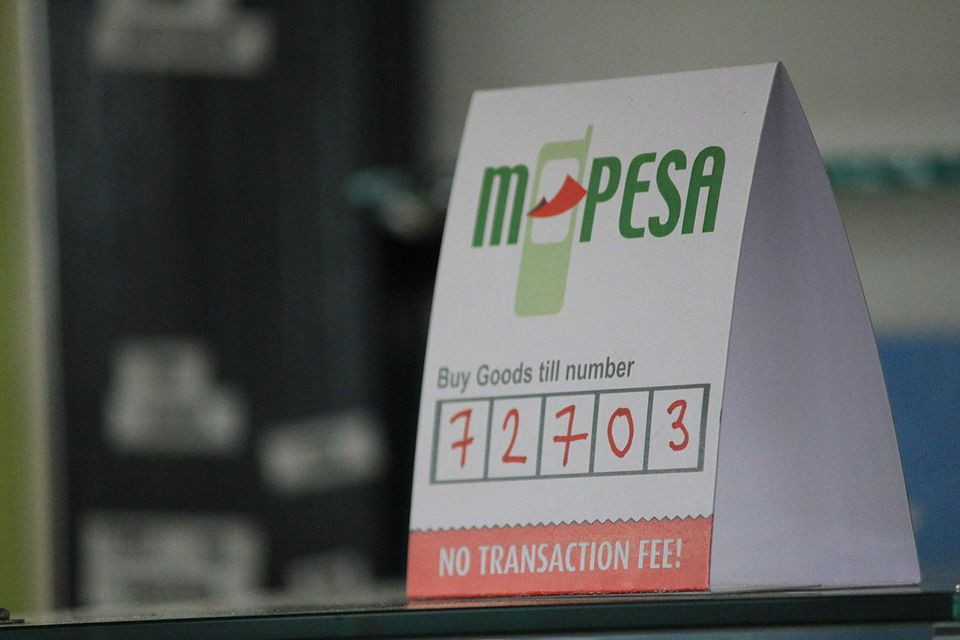 M-PESA
Buy Goods till number
72703
NO TRANSACTION FEE!